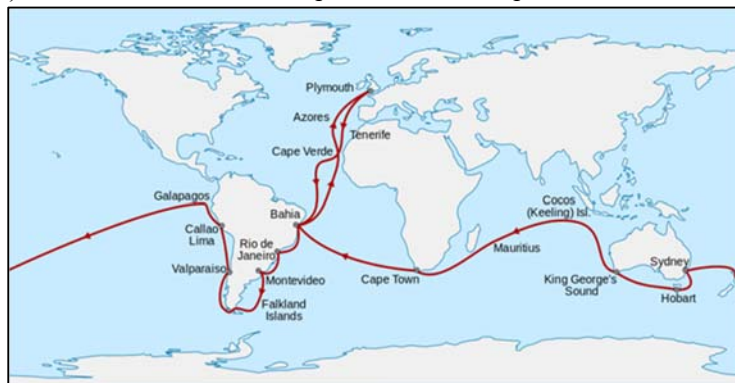 Plymouth
Azores
Tenerife
Cape Verde
Galapagos
Bahia
Callao
Lima
Rio de
Janeiro
Valparaiso
Montevideo
Falkland
Islands
Cape Town
Mauritius
Cocos
(Keeling) Isl.
King George's
Sound
Sydney
Hobart